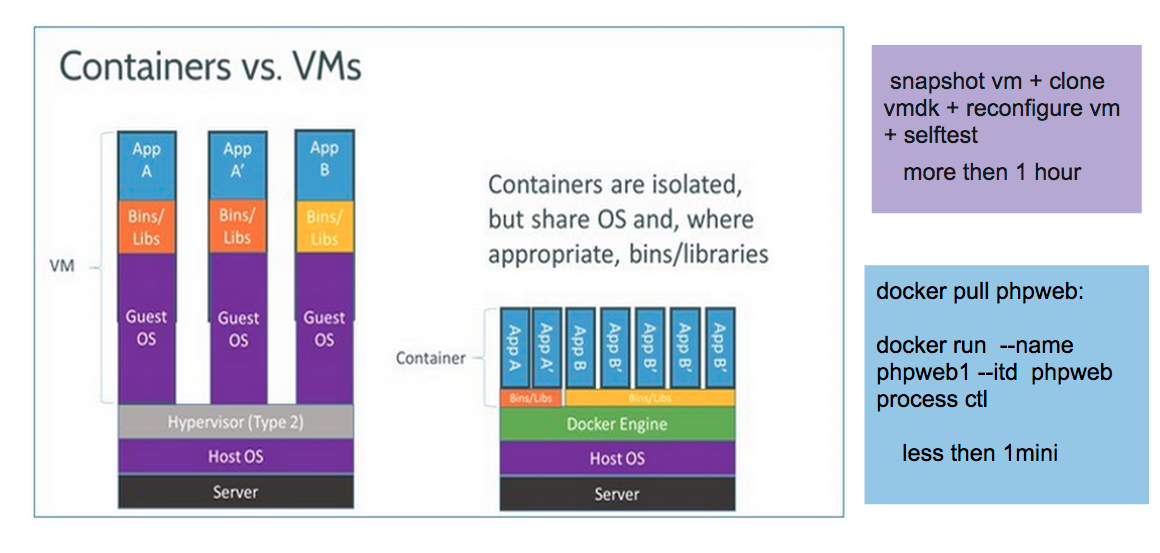 Containers vs. VMs
VM
App
A
App
A’
App
B
Bins/
Libs
Bins/
Libs
Bins/
Libs
Guest
OS
Guest
OS
Guest
OS
Hypervisor (Type 2)
Host OS
Server
Containers are isolated,
but share OS and, where
appropriate, bins/libraries
Container
App A
App A’
App B
App B’
App B’
App B’
App B’
Bins/Libs
Bins/Libs
Docker Engine
Host OS
Server
snapshot vm + clone
vmdk + reconfigure vm
+ selftest
more then 1 hour
docker pull phpweb:
docker run --name
phpweb1 --itd phpweb
process ctl
less then 1mini